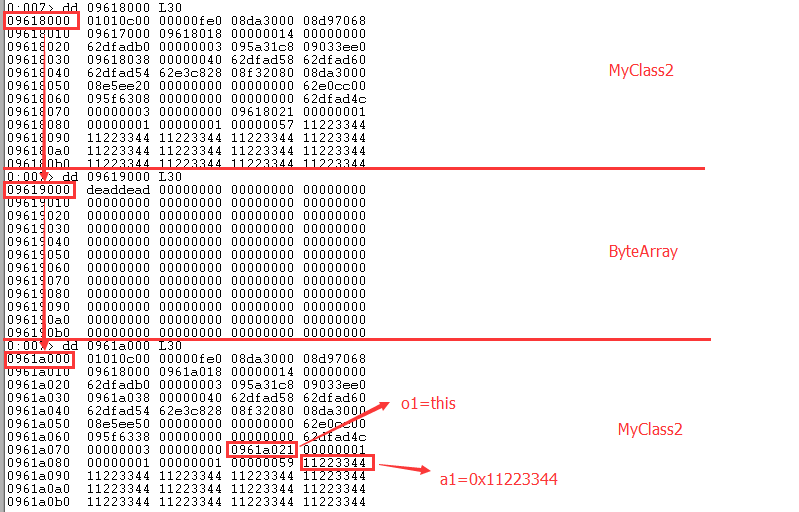 0:007> dd 09618000 L30
09618000 01010c00 00000fe0 08da3000 08d97068
09618010 09617000 09618018 00000014 00000000
09618020 62dfadb0 00000003 095a31c8 09033ee0
09618030 09618038 00000040 62dfad58 62dfad60
09618040 62dfad54 62e3c828 08f32080 08da3000
09618050 08e5ee20 00000000 00000000 62e0cc00
09618060 095f6308 00000000 00000000 62dfad4c
09618070 00000003 00000000 09618021 00000001
09618080 00000001 00000001 00000057 11223344
09618090 11223344 11223344 11223344 11223344
096180a0 11223344 11223344 11223344 11223344
096180b0 11223344 11223344 11223344 11223344
MyClass2
0:007> dd 09619000 L30
09619000 deaddead 00000000 00000000 00000000
09619010 00000000 00000000 00000000 00000000
09619020 00000000 00000000 00000000 00000000
09619030 00000000 00000000 00000000 00000000
09619040 00000000 00000000 00000000 00000000
09619050 00000000 00000000 00000000 00000000
09619060 00000000 00000000 00000000 00000000
09619070 00000000 00000000 00000000 00000000
09619080 00000000 00000000 00000000 00000000
09619090 00000000 00000000 00000000 00000000
096190a0 00000000 00000000 00000000 00000000
096190b0 00000000 00000000 00000000 00000000
ByteArray
0:007> dd 0961a000 L30
0961a000 01010c00 00000fe0 08da3000 08d97068
0961a010 09618000 0961a018 00000014 00000000
0961a020 62dfadb0 00000003 095a31c8 09033ee0
0961a030 0961a038 00000040 62dfad58 62dfad60
0961a040 62dfad54 62e3c828 08f32080 08da3000
0961a050 08e5ee50 00000000 00000000 62e0cc00
0961a060 095f6338 00000000 00000000 62dfad4c
0961a070 00000003 00000000 0961a021 00000001
0961a080 00000001 00000001 00000059 11223344
0961a090 11223344 11223344 11223344 11223344
0961a0a0 11223344 11223344 11223344 11223344
0961a0b0 11223344 11223344 11223344 11223344
o1=this
MyClass2
a1=0x11223344